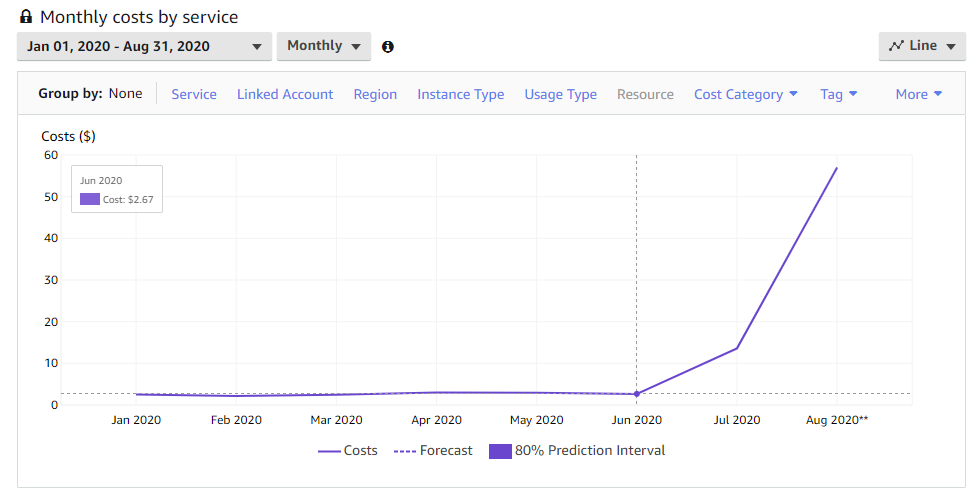 Monthly costs by service
Jan 01, 2020 - Aug 31, 2020 Monthly Line
Group by: None Service Linked Account Region Instance Type Usage Type Resource Cost Category Tag More
Costs ($)
60
Jun 2020
Cost: $2.67
50
40
30
20
10
0
Jan 2020 Feb 2020 Mar 2020 Apr 2020 May 2020 Jun 2020 Jul 2020 Aug 2020**
Costs Forecast 80% Prediction Interval